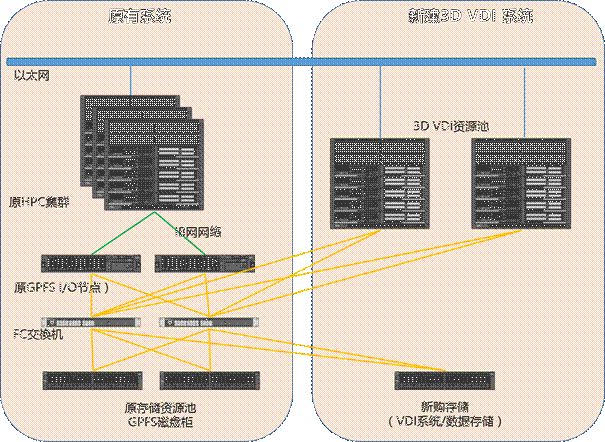 原有系统
新建3D VDI 系统
以太网
3D VDI资源池
原HPC集群
组网网络
原GPFS I/O节点)
FC交换机
原存储资源池
GPFS磁盘柜
新购存储
(VDI系统/数据存储)